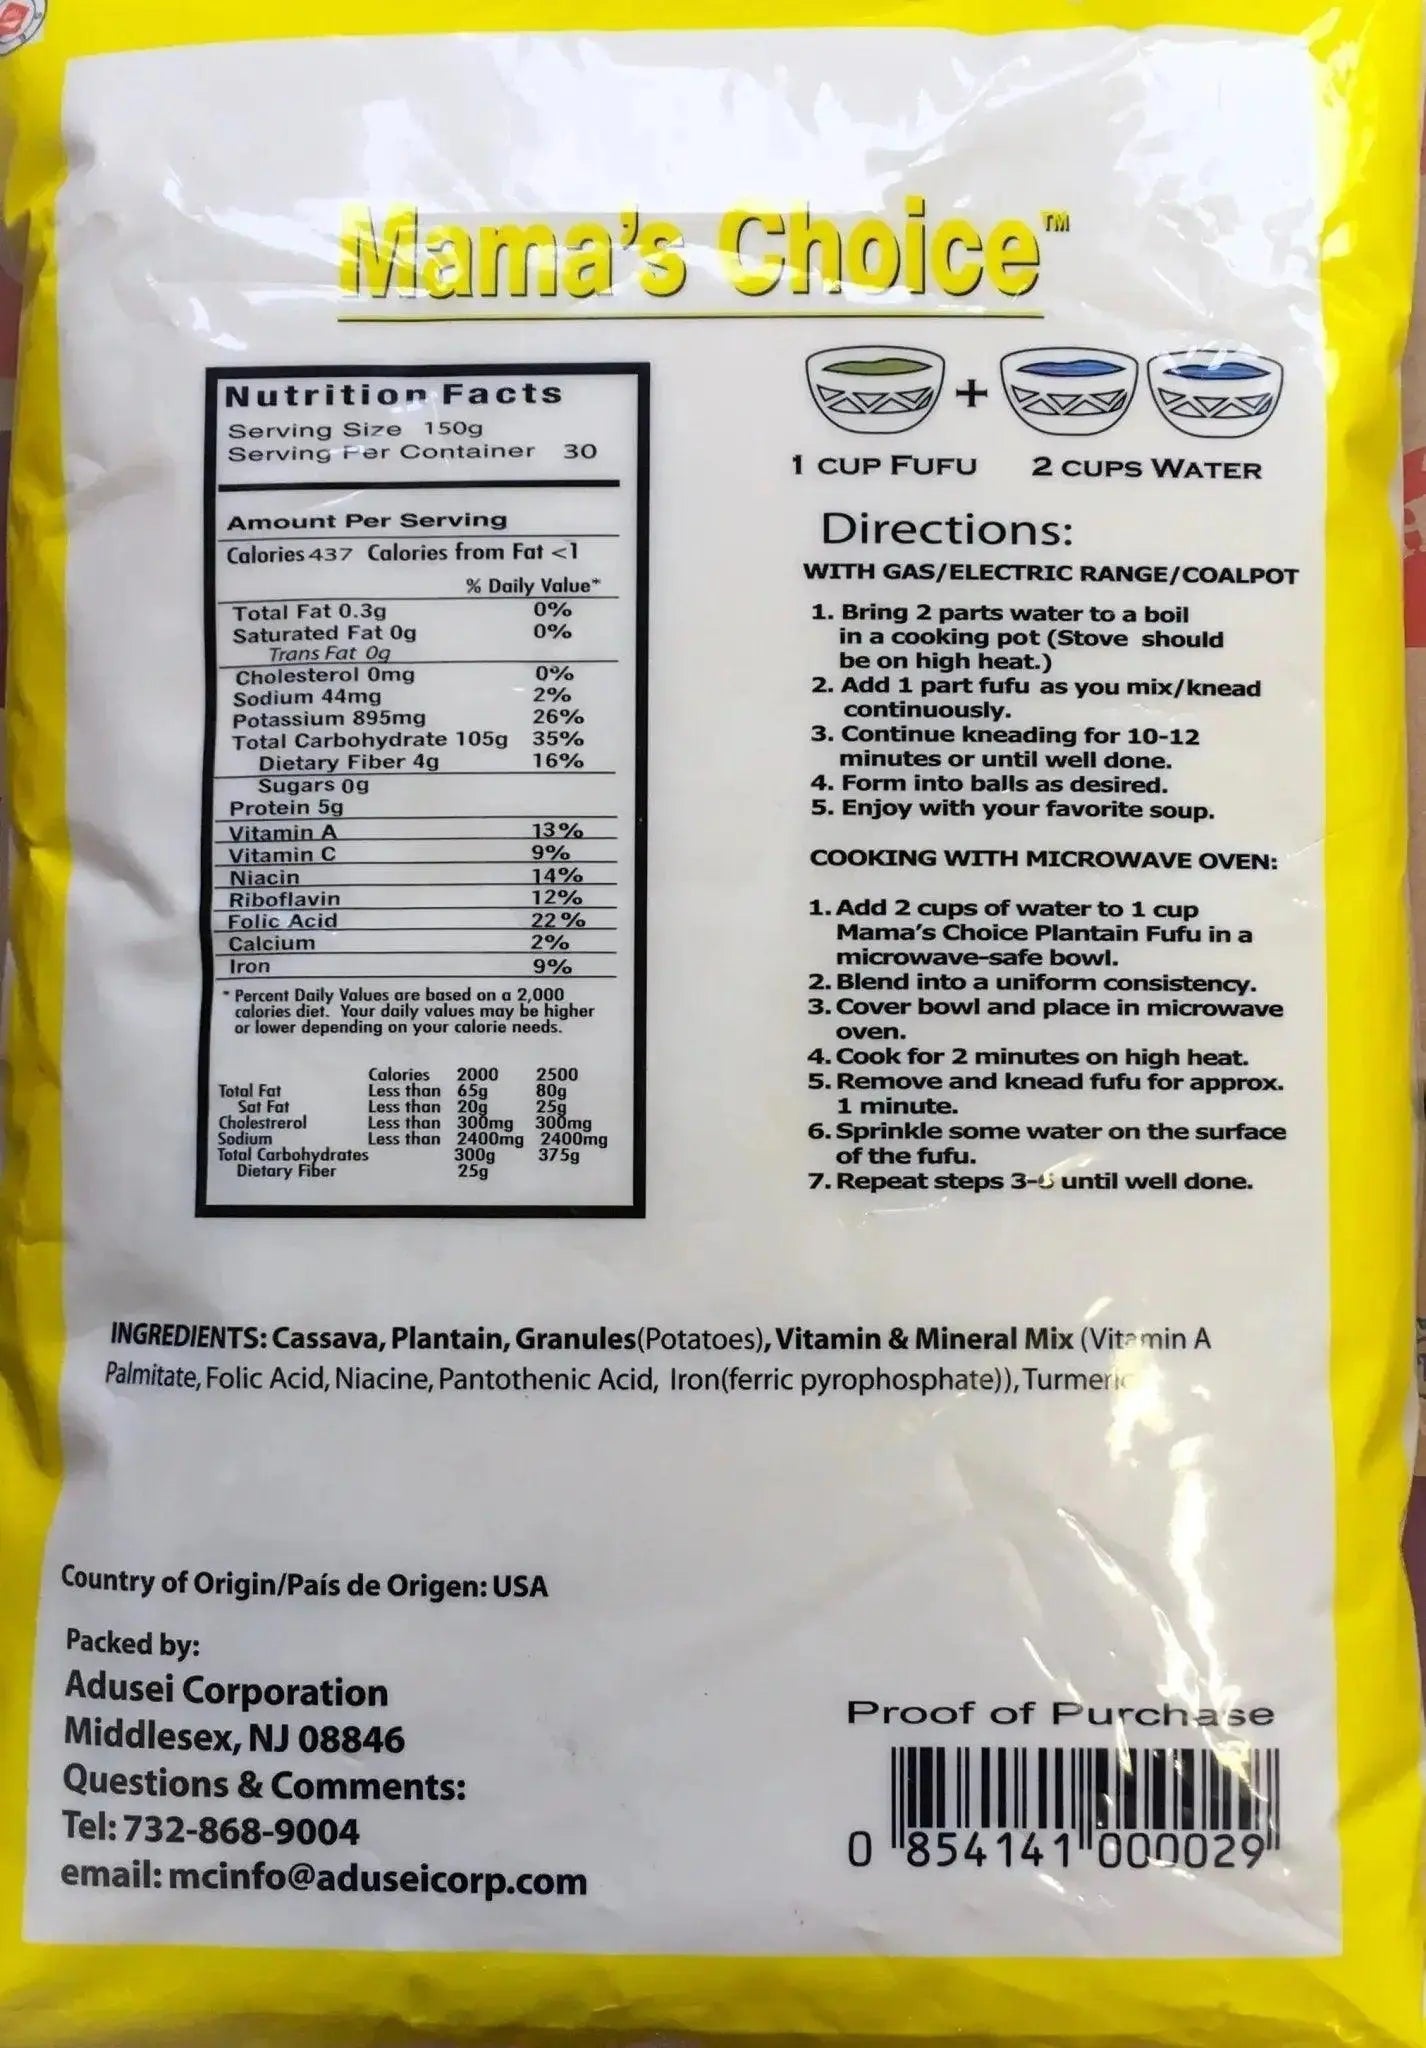 Mama's Choice™
Nutrition Facts
Serving Size 150g
Serving Per Container 30
Amount Per Serving
Calories 437 Calories from Fat <1
% Daily Value*
Total Fat 0.3g 0%
Saturated Fat 0g 0%
Trans Fat 0g
Cholesterol 0mg 0%
Sodium 44mg 2%
Potassium 895mg 26%
Total Carbohydrate 105g 35%
Dietary Fiber 4g 16%
Sugars 0g
Protein 5g
Vitamin A 13%
Vitamin C 9%
Niacin 14%
Riboflavin 12%
Folic Acid 22%
Calcium 2%
Iron 9%
* Percent Daily Values are based on a 2,000
calories diet. Your daily values may be higher
or lower depending on your calorie needs.
Calories 2000 2500
Total Fat Less than 65g 80g
Sat Fat Less than 20g 25g
Cholestrerol Less than 300mg 300mg
Sodium Less than 2400mg 2400mg
Total Carbohydrates 300g 375g
Dietary Fiber 25g
+
1 CUP FUFU 2 CUPS WATER
Directions:
WITH GAS/ELECTRIC RANGE/COALPOT
1. Bring 2 parts water to a boil
in a cooking pot (Stove should
be on high heat.)
2. Add 1 part fufu as you mix/knead
continuously.
3. Continue kneading for 10-12
minutes or until well done.
4. Form into balls as desired.
5. Enjoy with your favorite soup.
COOKING WITH MICROWAVE OVEN:
1. Add 2 cups of water to 1 cup
Mama's Choice Plantain Fufu in a
microwave-safe bowl.
2. Blend into a uniform consistency.
3. Cover bowl and place in microwave
oven.
4. Cook for 2 minutes on high heat.
5. Remove and knead fufu for approx.
1 minute.
6. Sprinkle some water on the surface
of the fufu.
7. Repeat steps 3-6 until well done.
INGREDIENTS: Cassava, Plantain, Granules(Potatoes), Vitamin & Mineral Mix (Vitamin A
Palmitate, Folic Acid, Niacine, Pantothenic Acid, Iron(ferric pyrophosphate)), Turmeric
Country of Origin/País de Origen: USA
Packed by:
Adusei Corporation
Middlesex, NJ 08846
Questions & Comments:
Tel: 732-868-9004
email: mcinfo@aduseicorp.com
Proof of Purchase
0 854141 000029